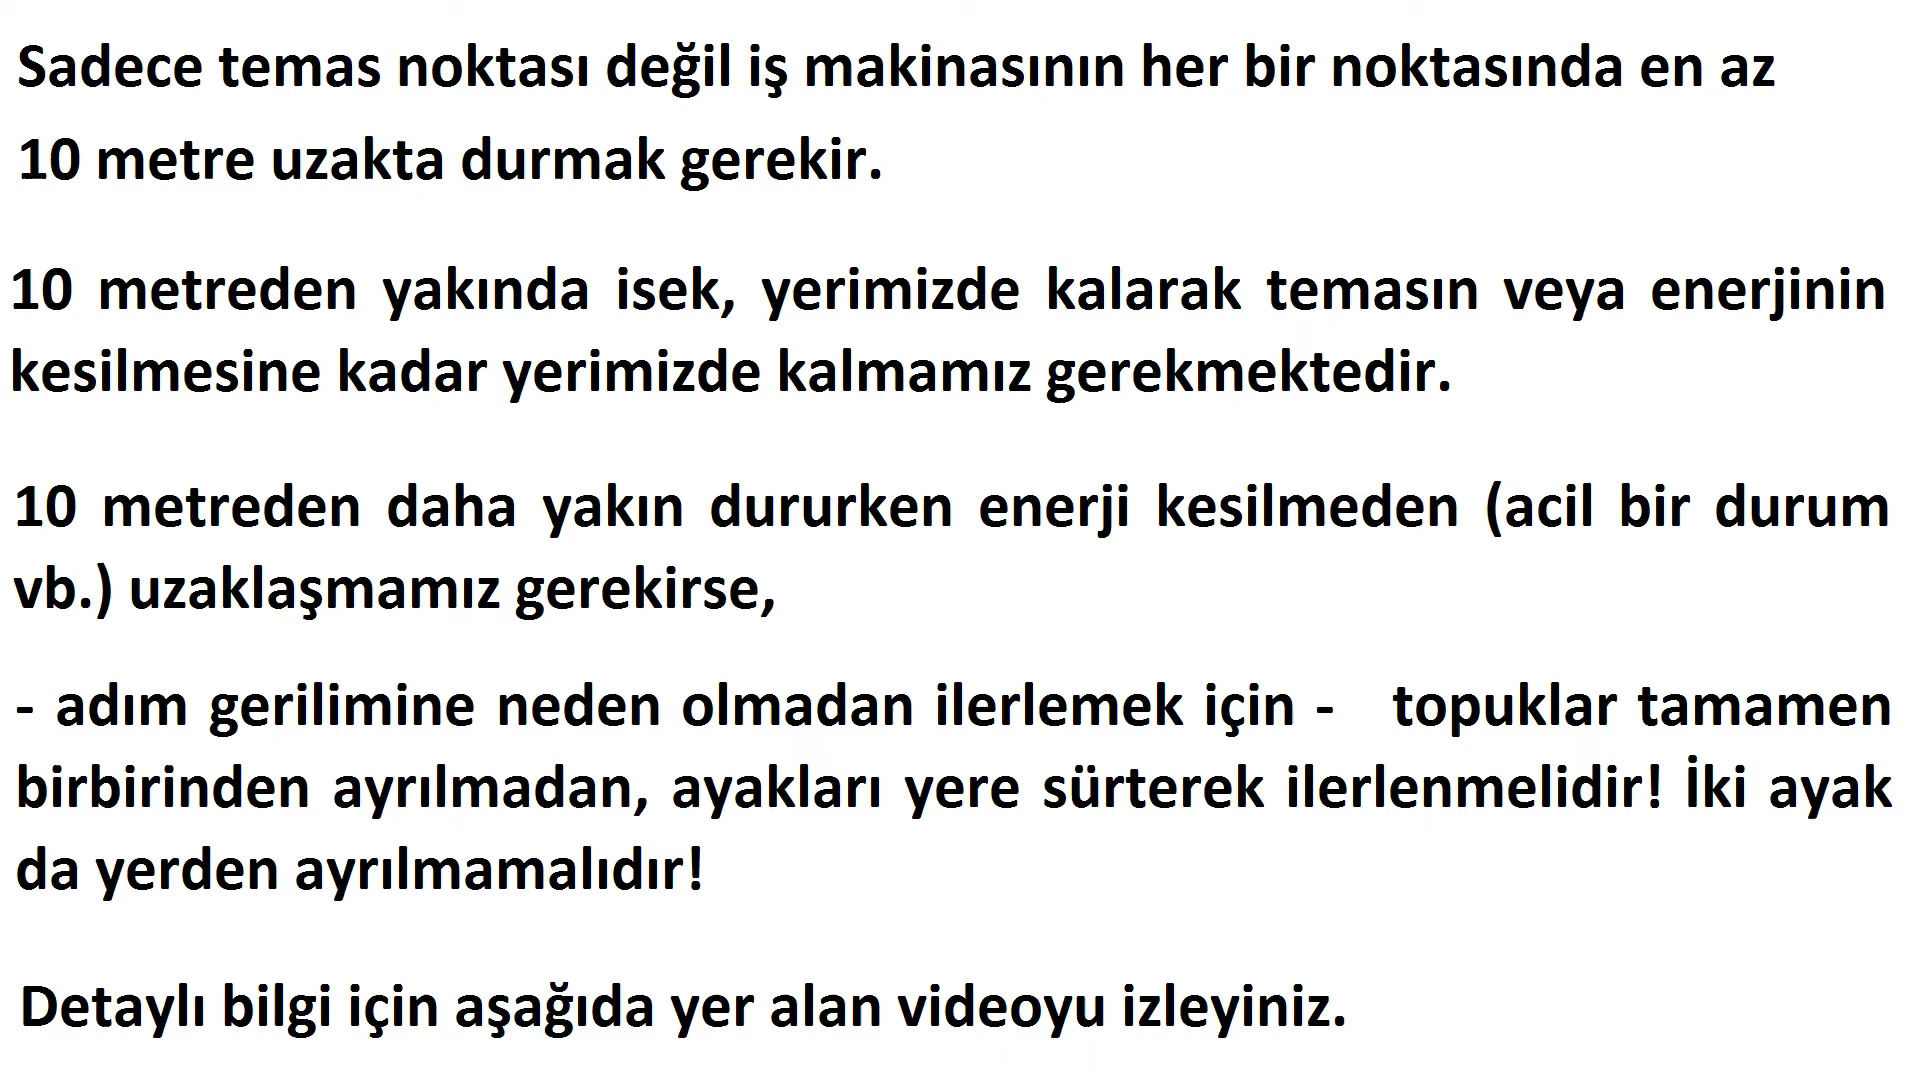 Sadece temas noktası değil iş makinasının her bir noktasında en az
10 metre uzakta durmak gerekir.
10 metreden yakında isek, yerimizde kalarak temasın veya enerjinin
kesilmesine kadar yerimizde kalmamız gerekmektedir.
10 metreden daha yakın dururken enerji kesilmeden (acil bir durum
vb.) uzaklaşmamız gerekirse,
- adım gerilimine neden olmadan ilerlemek için - topuklar tamamen
birbirinden ayrılmadan, ayakları yere sürterek ilerlenmelidir! İki ayak
da yerden ayrılmamalıdır!
Detaylı bilgi için aşağıda yer alan videoyu izleyiniz.